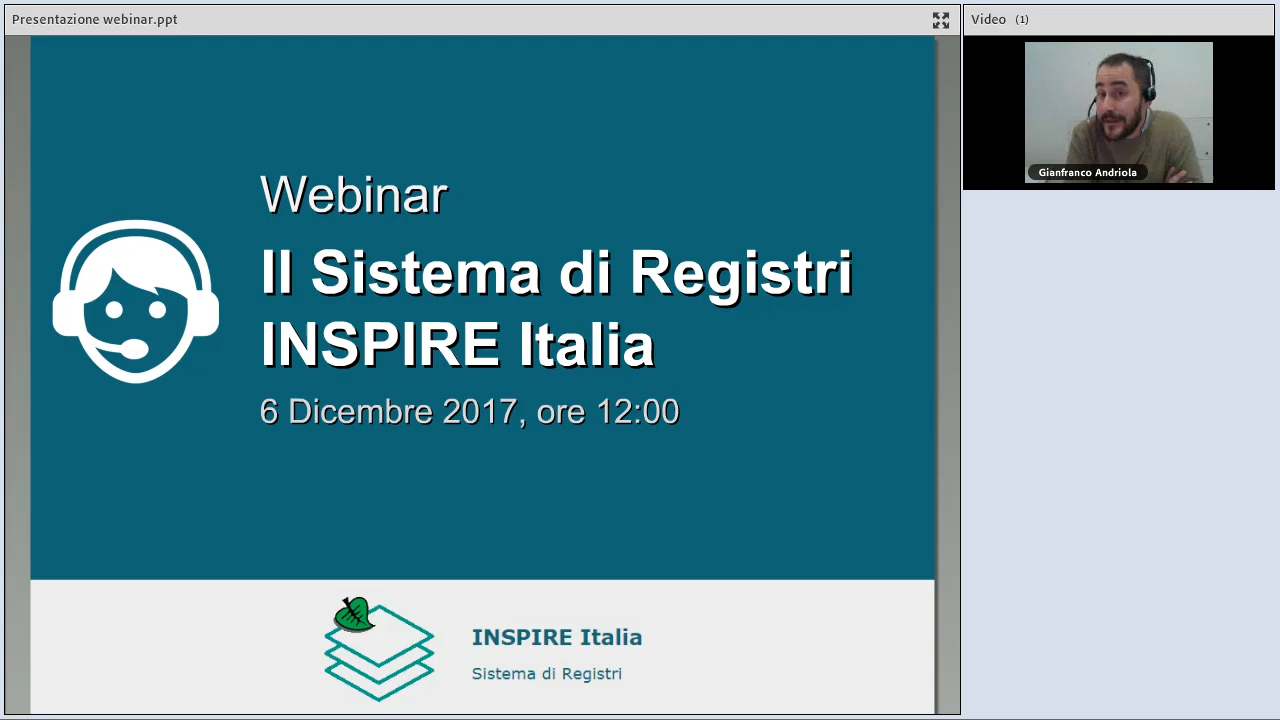 Presentazione webinar.ppt
Video (1)
Gianfranco Andriola
Webinar
Il Sistema di Registri
INSPIRE Italia
6 Dicembre 2017, ore 12:00
INSPIRE Italia
Sistema di Registri